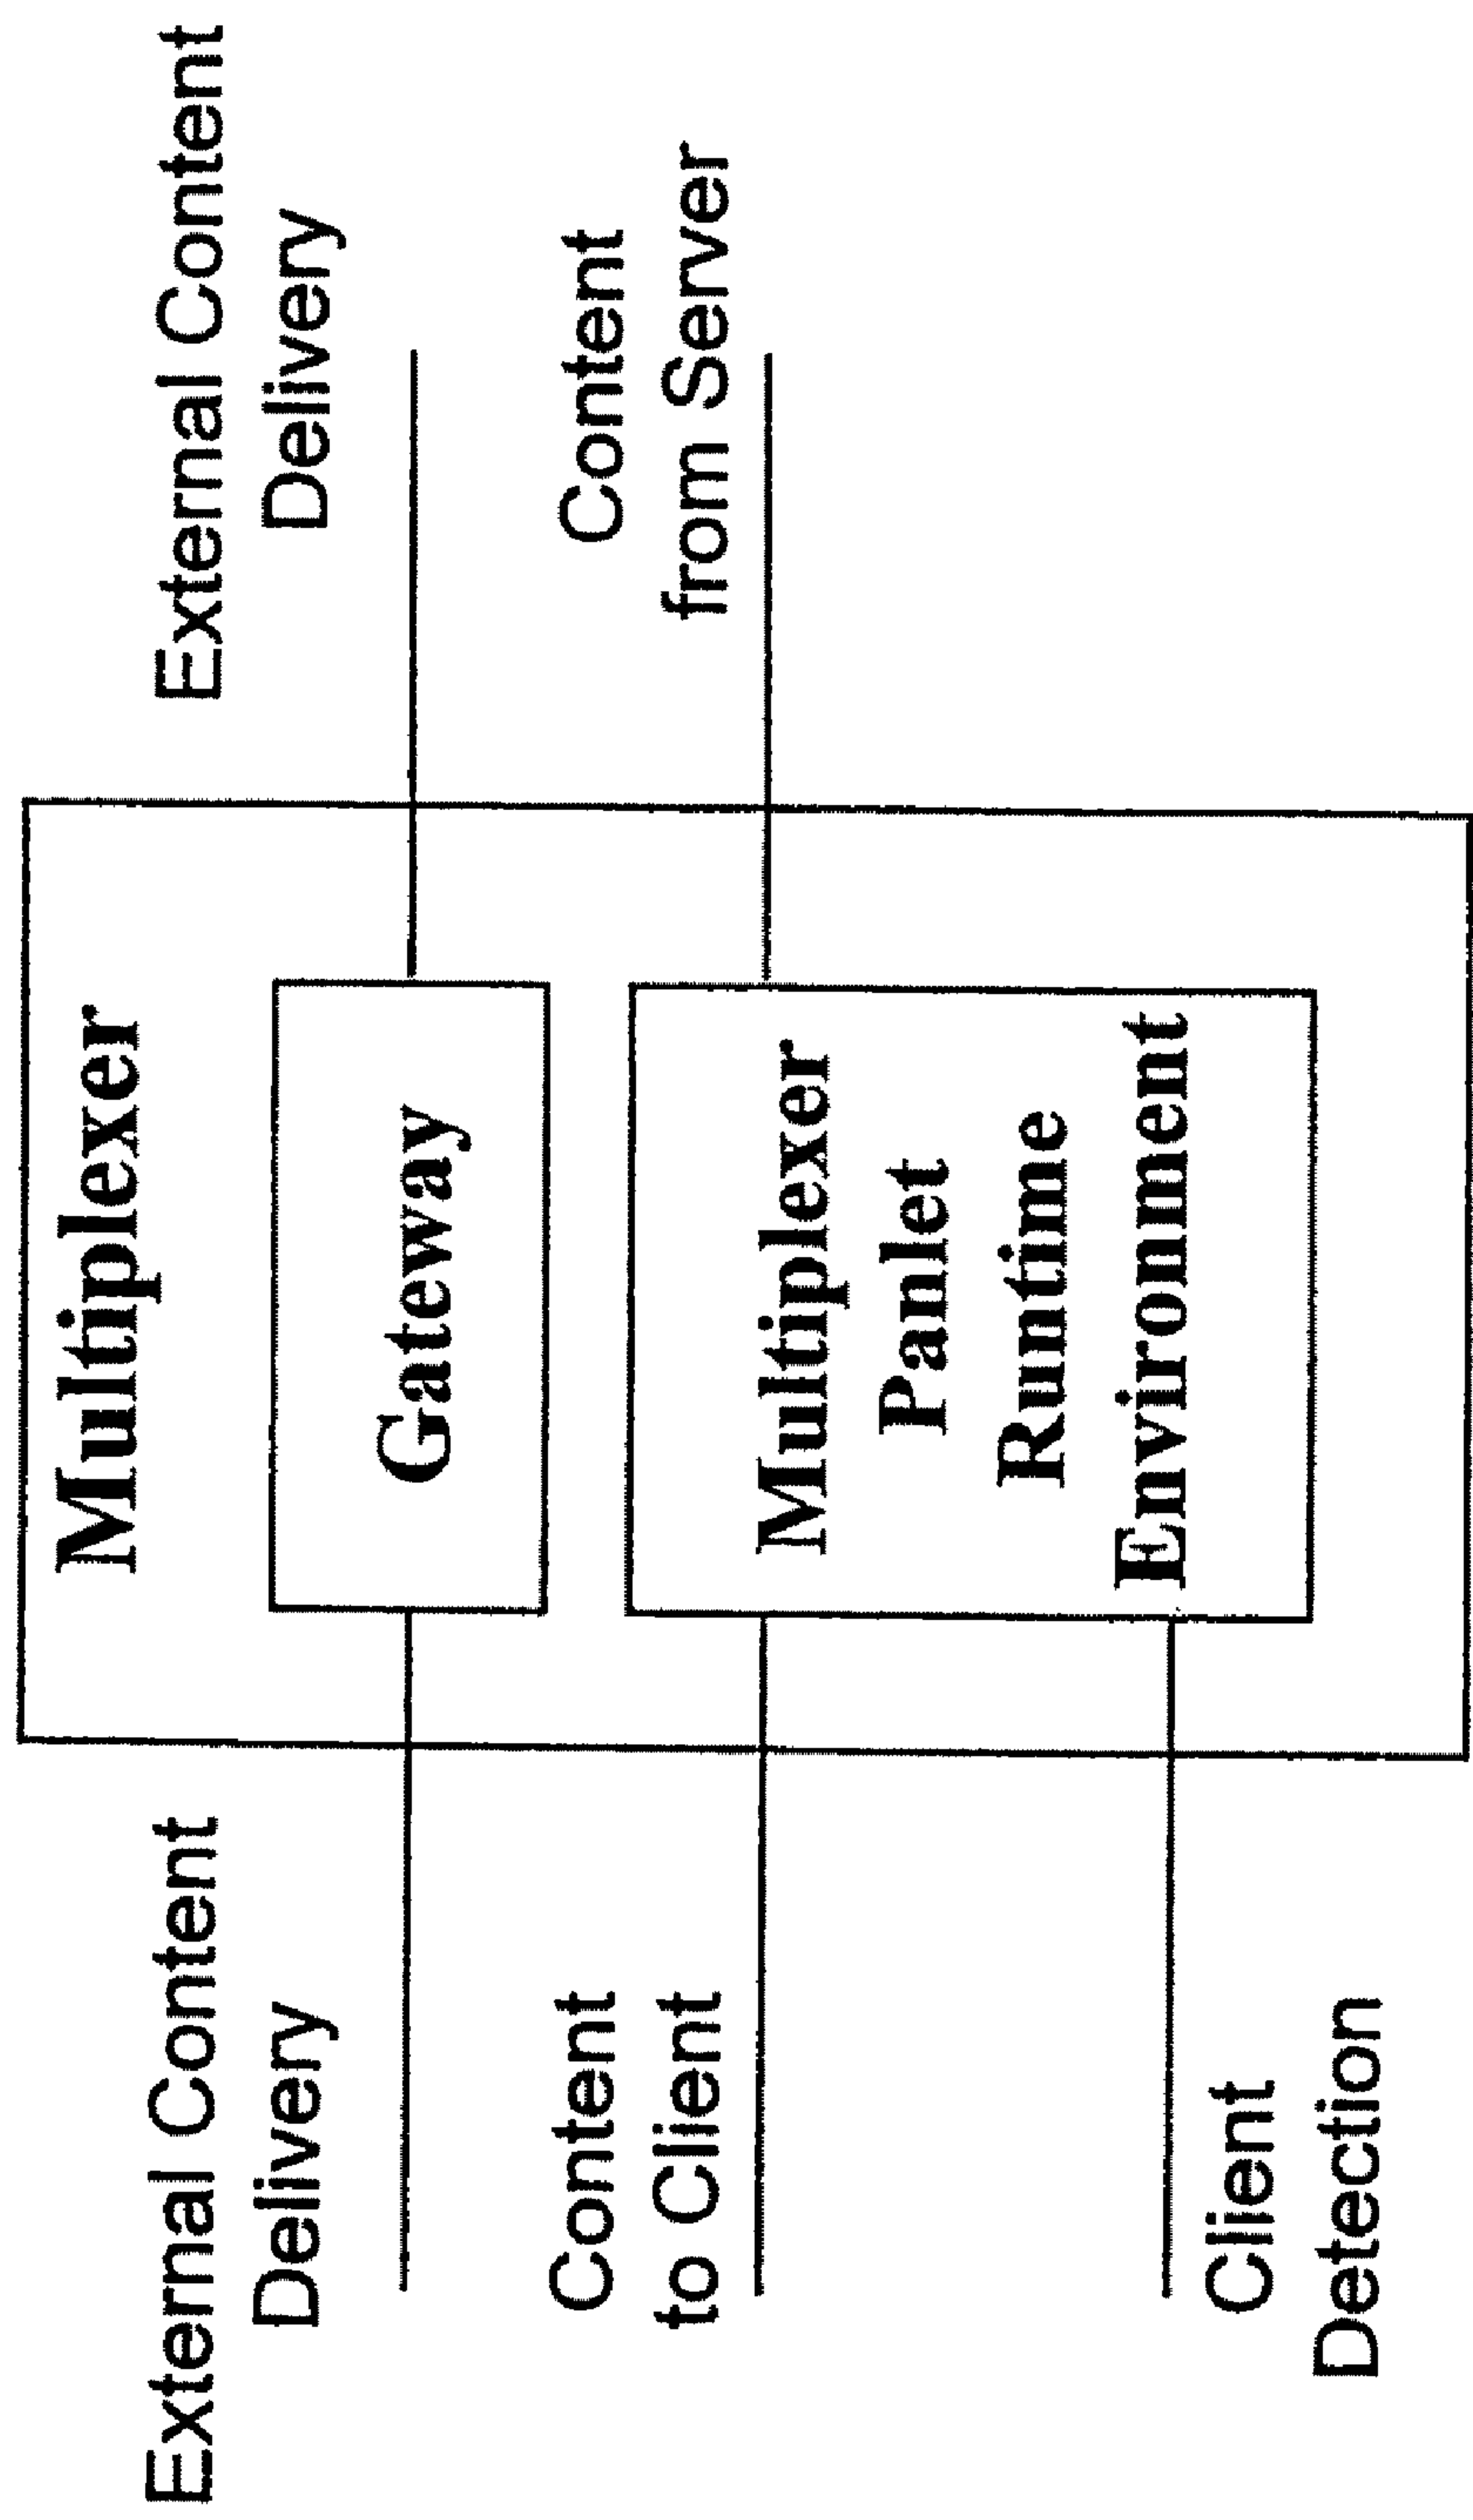 Multiplexer
External Content
Delivery
Gateway
External Content
Delivery
Content
to Client
Multiplexer
Panlet
Runtime
Environment
Content
from Server
Client
Detection